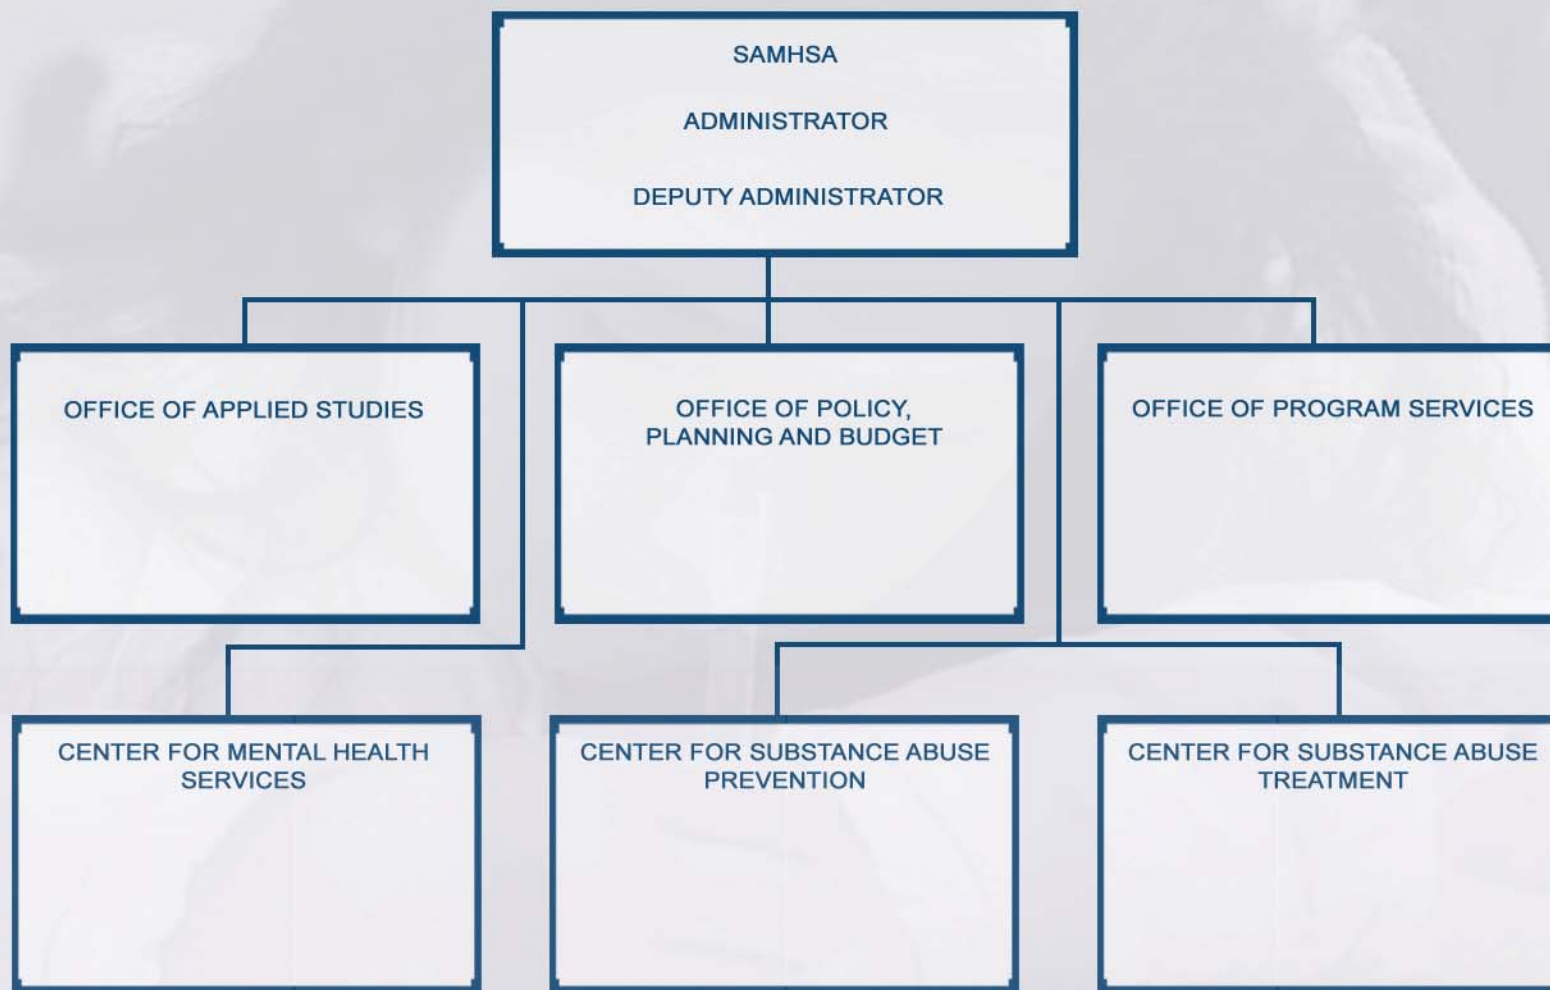 SAMHSA
ADMINISTRATOR
DEPUTY ADMINISTRATOR
OFFICE OF APPLIED STUDIES
OFFICE OF POLICY,
PLANNING AND BUDGET
OFFICE OF PROGRAM SERVICES
CENTER FOR MENTAL HEALTH
SERVICES
CENTER FOR SUBSTANCE ABUSE
PREVENTION
CENTER FOR SUBSTANCE ABUSE
TREATMENT